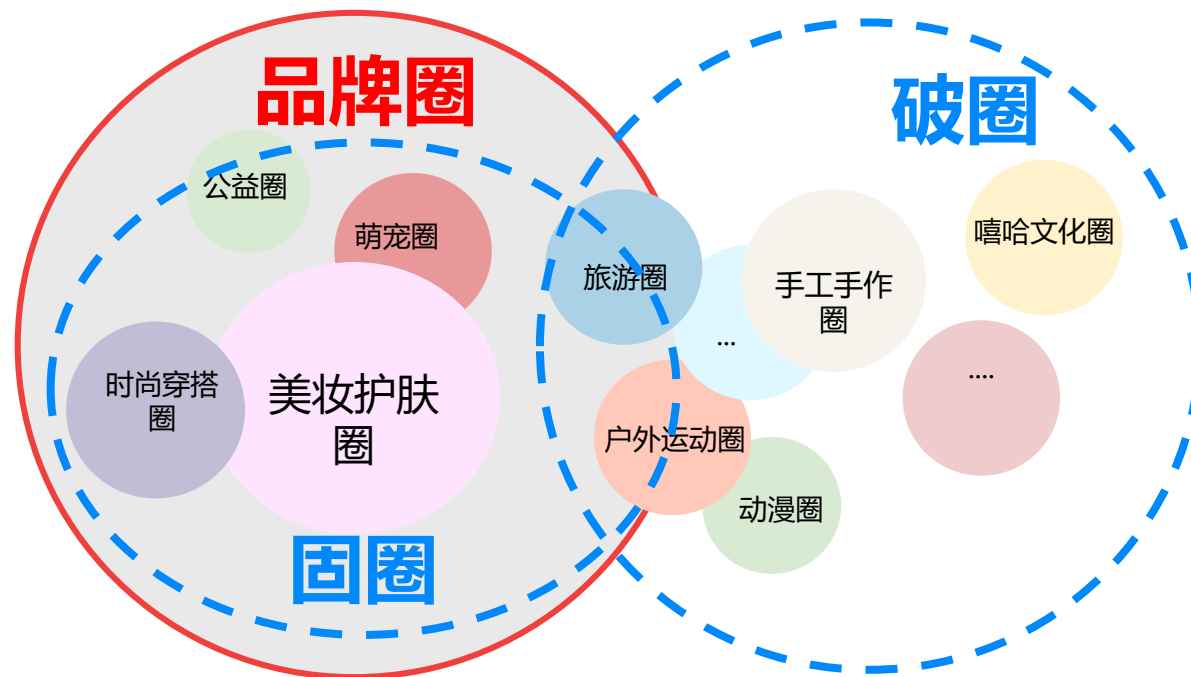 品牌圈
破圈
公益圈
萌宠圈
旅游圈
手工手作
圈
嘻哈文化圈
...
....
时尚穿搭
圈
美妆护肤
圈
户外运动圈
动漫圈
固圈